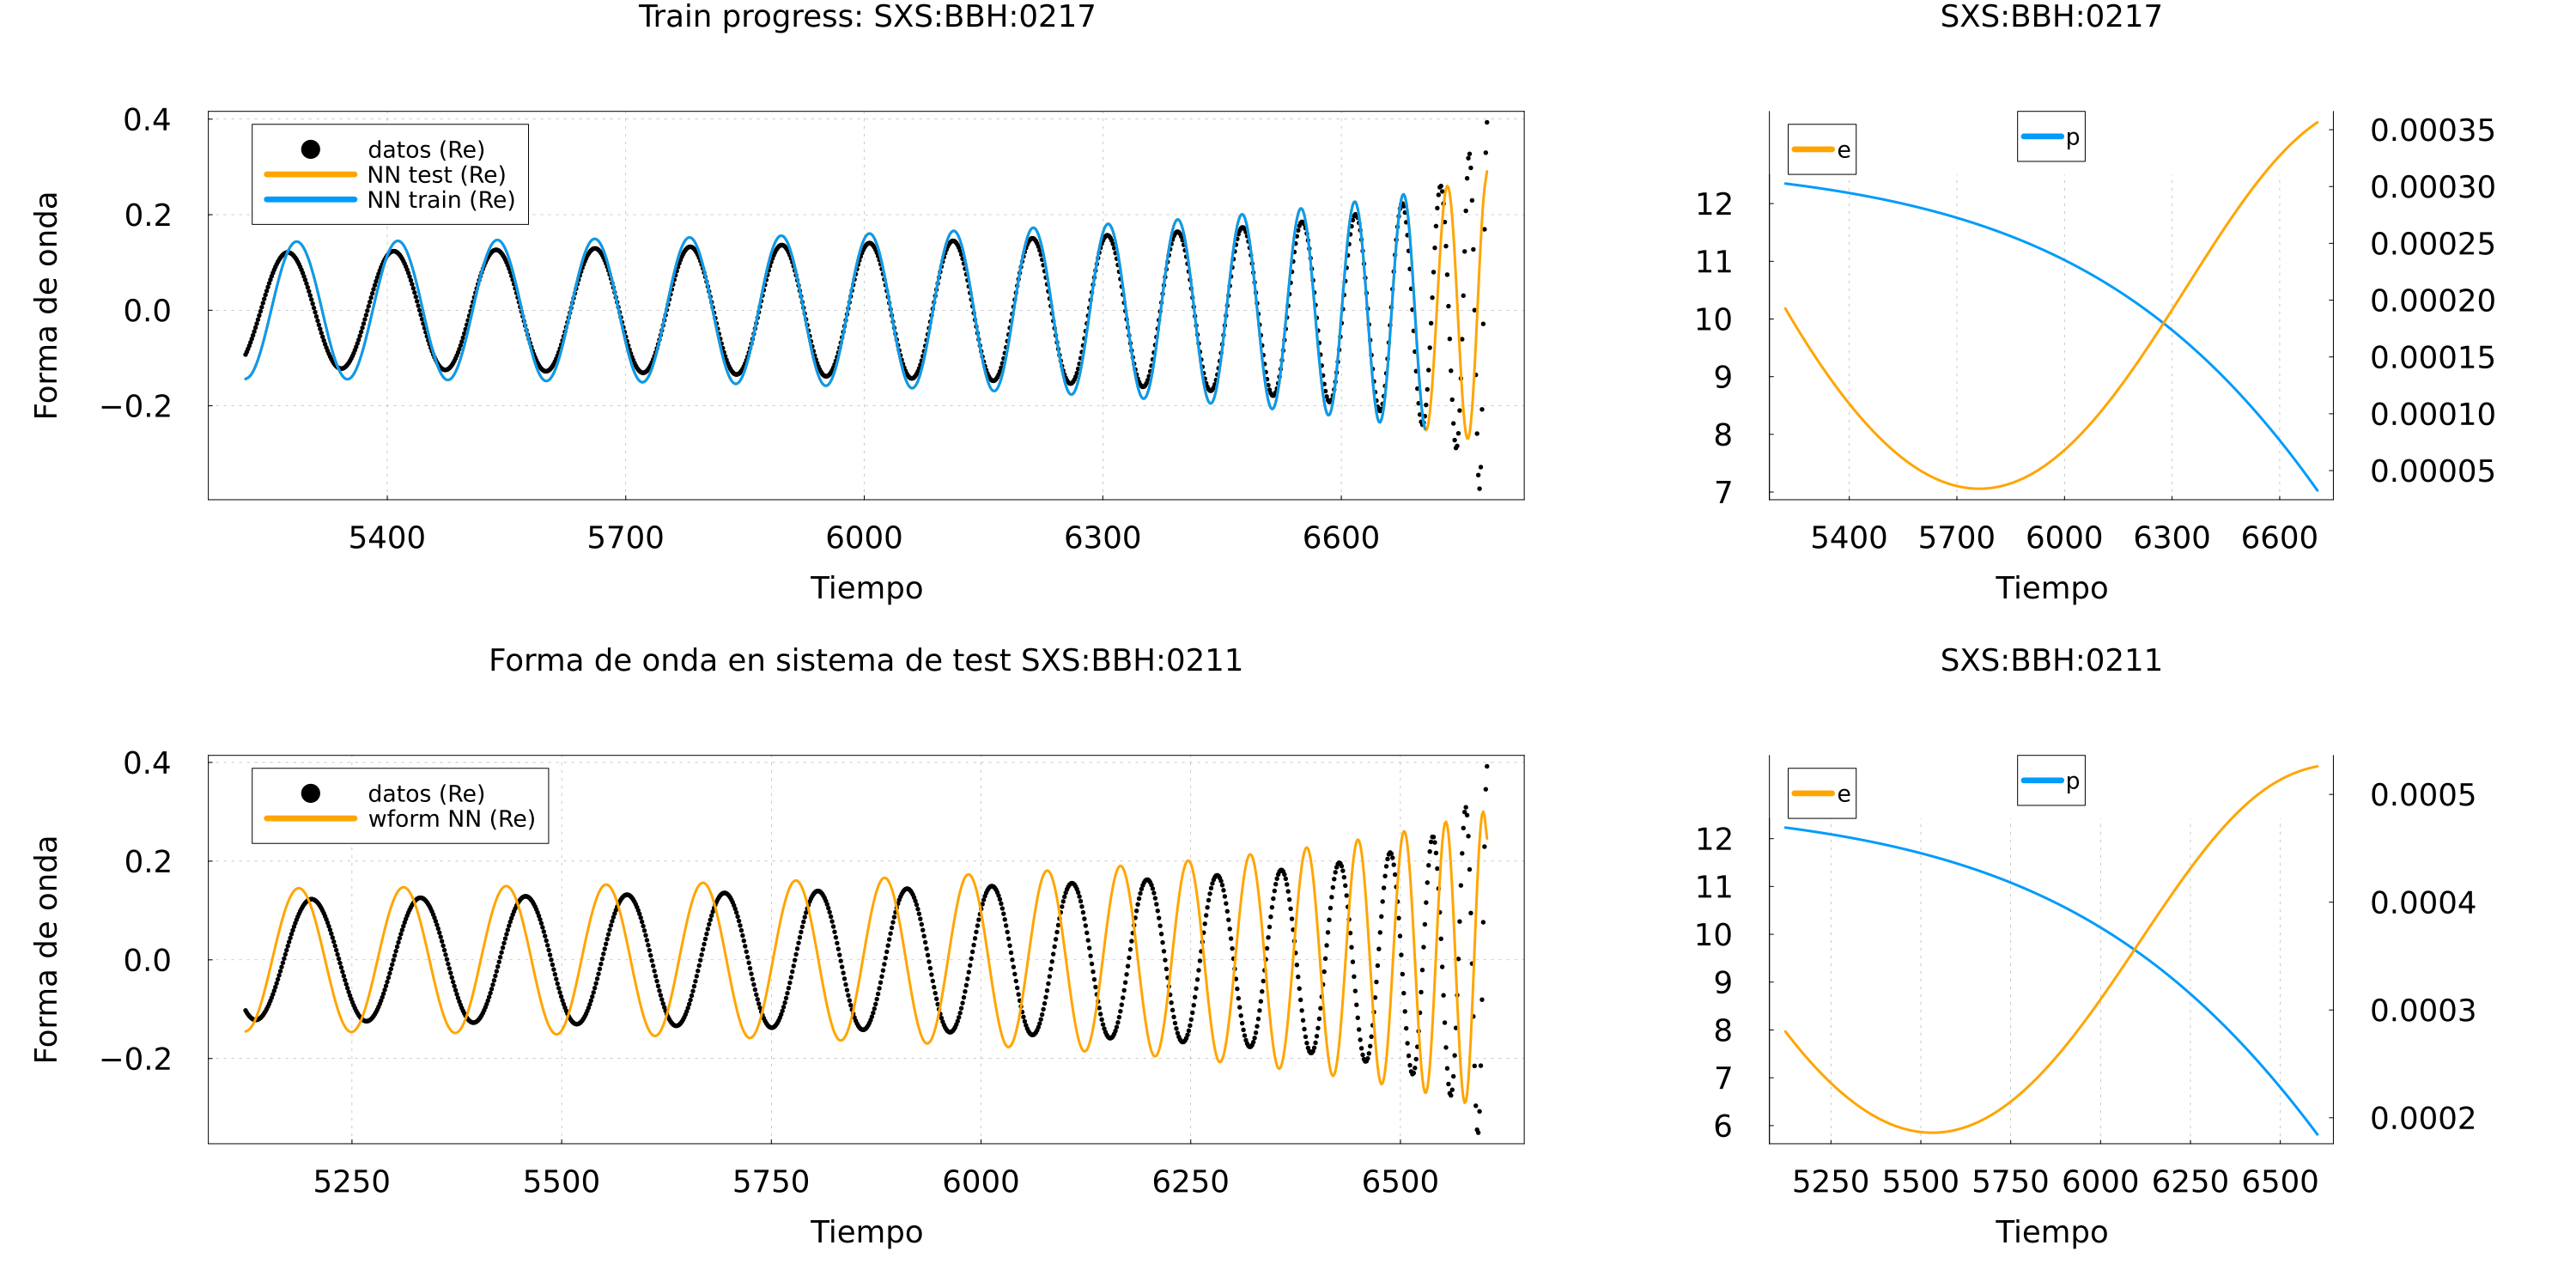 Train progress: SXS:BBH:0217
SXS:BBH:0217
Forma de onda
0.4
0.2
0.0
−0.2
datos (Re)
NN test (Re)
NN train (Re)
5400 5700 6000 6300 6600
Tiempo
e
p
12
11
10
9
8
7
0.00035
0.00030
0.00025
0.00020
0.00015
0.00010
0.00005
5400 5700 6000 6300 6600
Tiempo
Forma de onda en sistema de test SXS:BBH:0211
SXS:BBH:0211
Forma de onda
0.4
0.2
0.0
−0.2
datos (Re)
wform NN (Re)
5250 5500 5750 6000 6250 6500
Tiempo
e
p
12
11
10
9
8
7
6
0.0005
0.0004
0.0003
0.0002
5250 5500 5750 6000 6250 6500
Tiempo